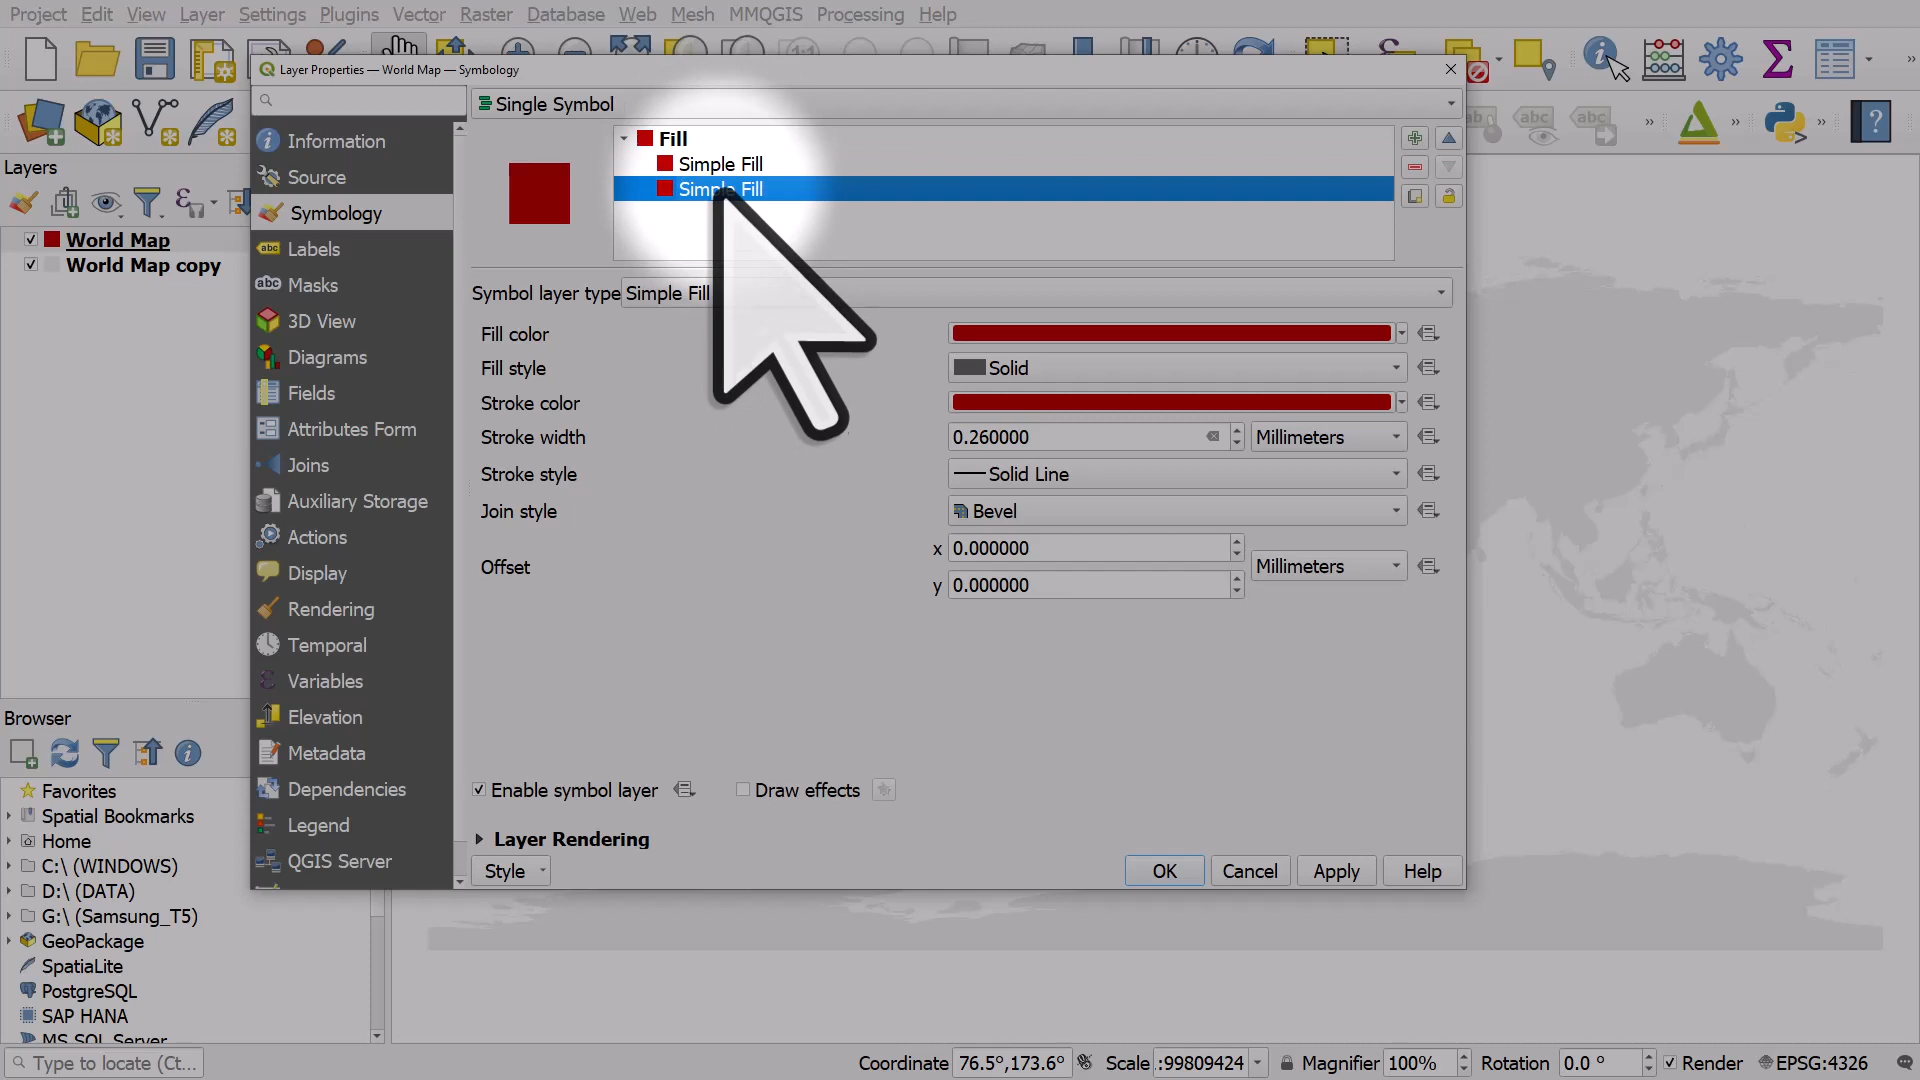 Project Edit View Layer Settings Plugins Vector Raster Database Web Mesh MMQGIS Processing Help
Layer Properties — World Map — Symbology
Single Symbol
Fill
Simple Fill
Simple Fill
Information
Source
Symbology
Labels
Masks
3D View
Diagrams
Fields
Attributes Form
Joins
Auxiliary Storage
Actions
Display
Rendering
Temporal
Variables
Elevation
Metadata
Dependencies
Legend
QGIS Server
Layers
World Map
World Map copy
Symbol layer type Simple Fill
Fill color
Fill style Solid
Stroke color
Stroke width 0.260000 Millimeters
Stroke style Solid Line
Join style Bevel
Offset x 0.000000 Millimeters
y 0.000000
Enable symbol layer Draw effects
Layer Rendering
Style OK Cancel Apply Help
Browser
Favorites
Spatial Bookmarks
Home
C:\ (WINDOWS)
D:\ (DATA)
G:\ (Samsung_T5)
GeoPackage
SpatiaLite
PostgreSQL
SAP HANA
MS SQL Server
Type to locate (Ct... Coordinate 76.5°,173.6° Scale :99809424 Magnifier 100% Rotation 0.0 ° Render EPSG:4326